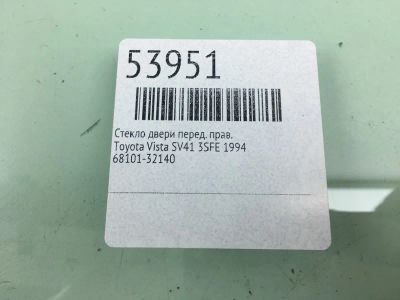 53951
Стекло двери перед. прав.
Toyota Vista SV41 3SFE 1994
68101-32140